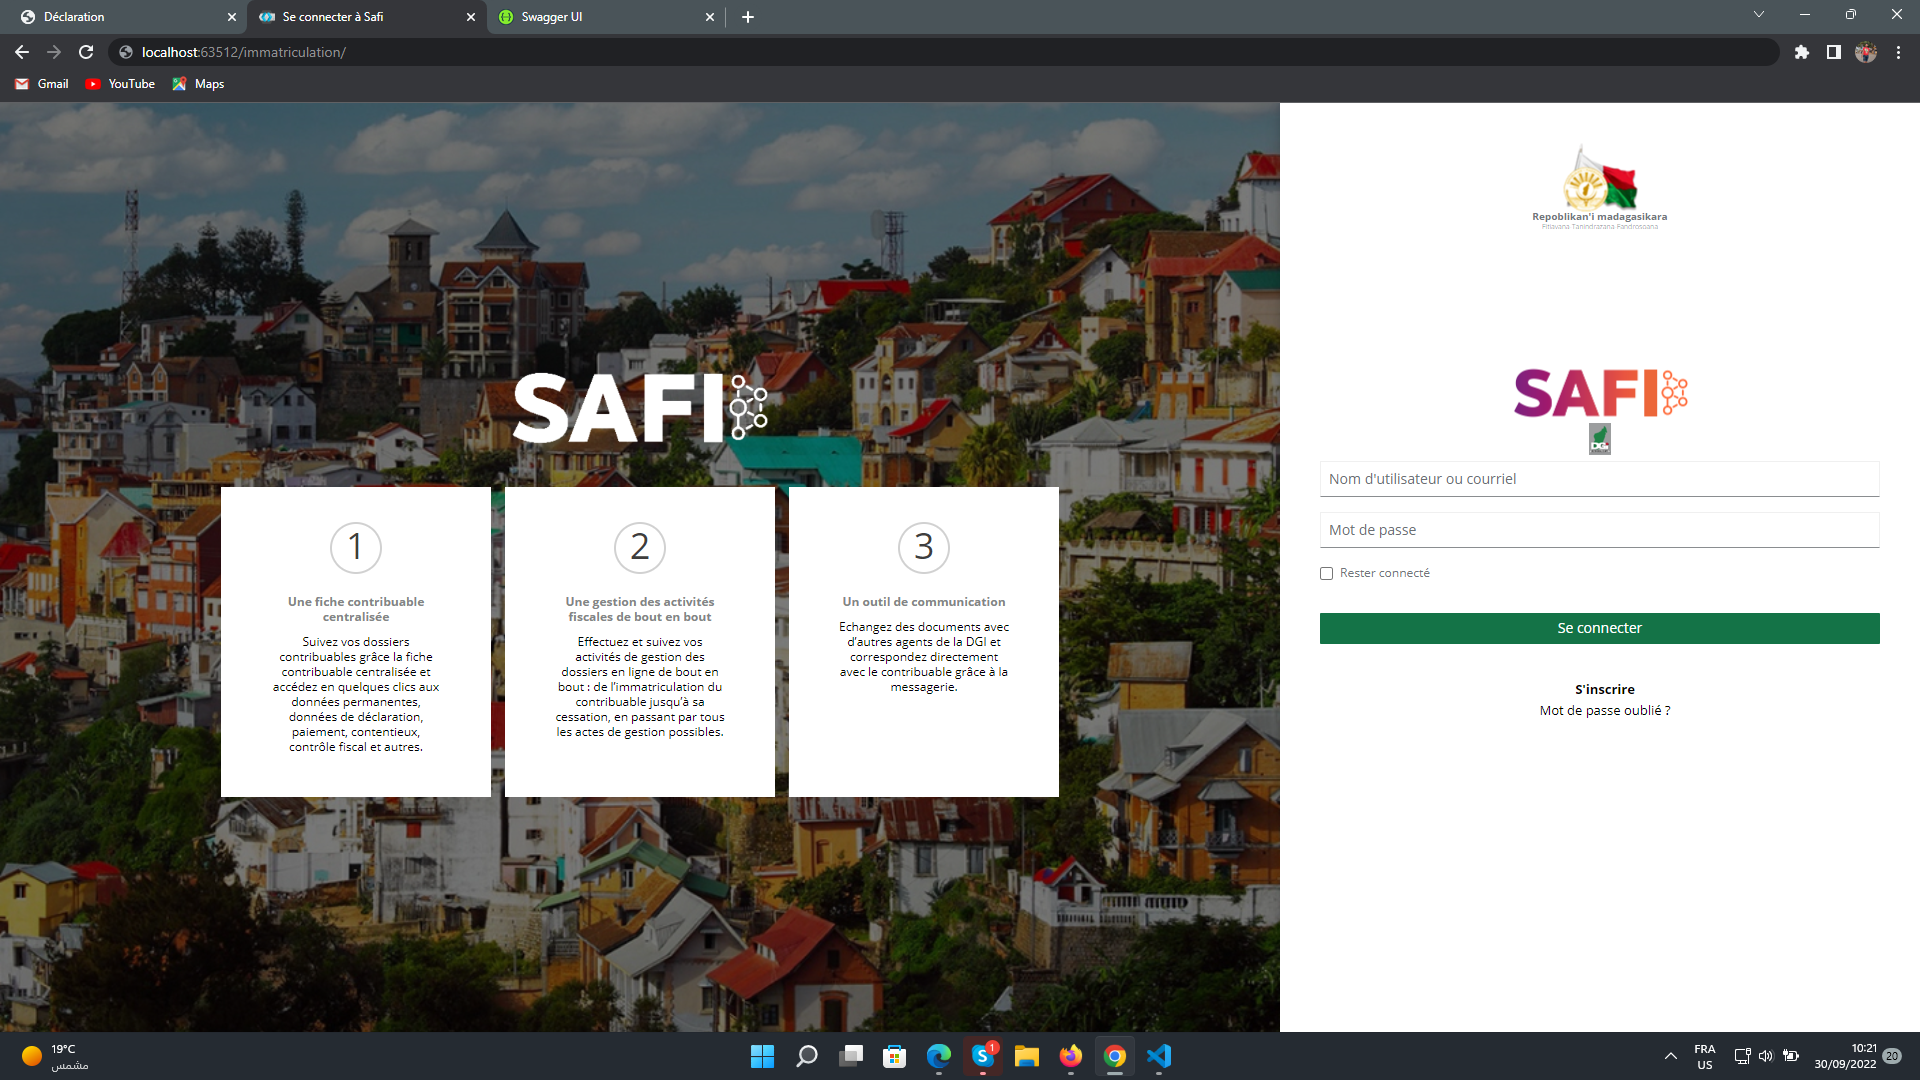 Déclaration
Se connecter à Safi
Swagger UI
localhost:63512/immatriculation/
Gmail
YouTube
Maps
SAFI
1
Une fiche contribuable
centralisée
Suivez vos dossiers
contribuables grâce la fiche
contribuable centralisée et
accédez en quelques clics aux
données permanentes,
données de déclaration,
paiement, contentieux,
contrôle fiscal et autres.
2
Une gestion des activités
fiscales de bout en bout
Effectuez et suivez vos
activités de gestion des
dossiers en ligne de bout en
bout : de l’immatriculation du
contribuable jusqu’à sa
cessation, en passant par tous
les actes de gestion possibles.
3
Un outil de communication
Echangez des documents avec
d’autres agents de la DGI et
correspondez directement
avec le contribuable grâce à la
messagerie.
Repoblikan'i madagasikara
Fitiavana Tanindrazana Fandrosoana
SAFI
DGI
Nom d'utilisateur ou courriel
Mot de passe
Rester connecté
Se connecter
S'inscrire
Mot de passe oublié ?
19°C
مشمس
1
FRA
US
10:21
30/09/2022
20